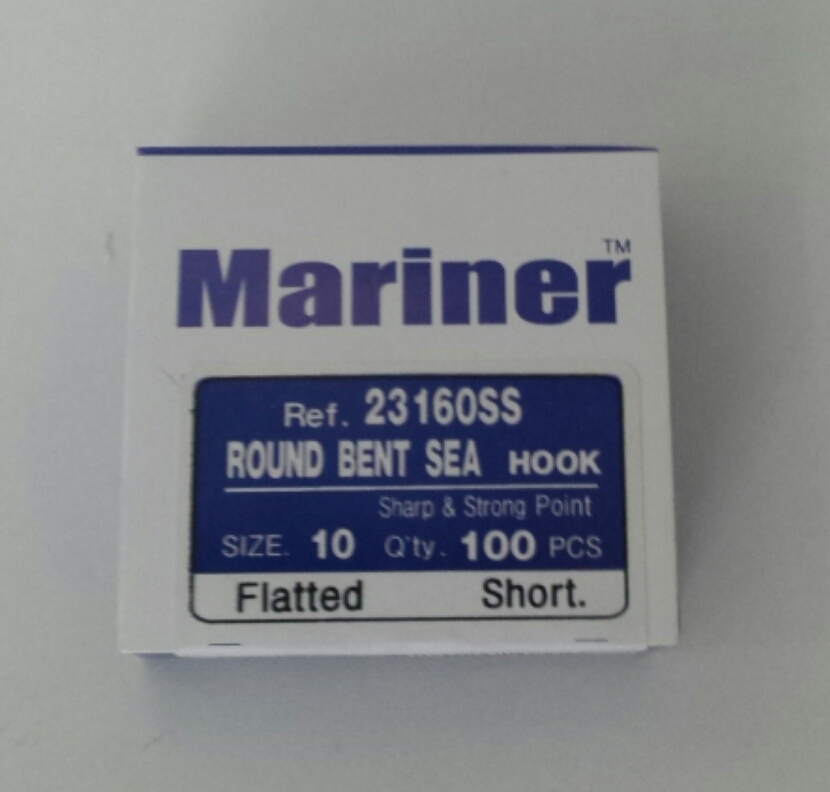 Mariner™
Ref. 23160SS
ROUND BENT SEA HOOK
Sharp & Strong Point
SIZE. 10 Q'ty. 100 PCS
Flatted Short.